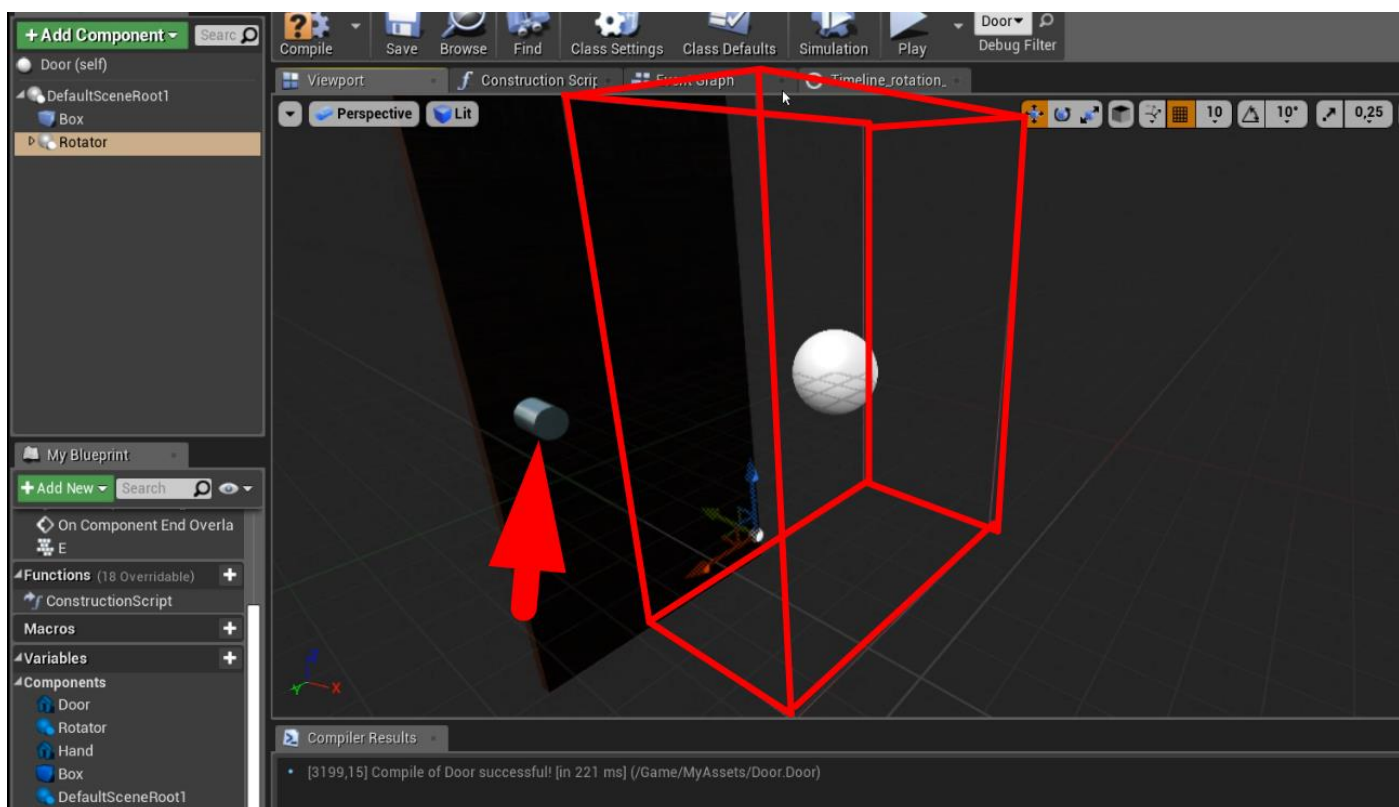 +Add Component
Searc
Compile
Save
Browse
Find
Class Settings
Class Defaults
Simulation
Play
Door
Debug Filter
Door (self)
DefaultSceneRoot1
Box
Rotator
Viewport
Construction Scrip
Event Graph
Timeline_rotation_
Perspective
Lit
10
10°
0,25
My Blueprint
+Add New
Search
On Component End Overla
E
Functions (18 Overridable)
ConstructionScript
Macros
Variables
Components
Door
Rotator
Hand
Box
DefaultSceneRoot1
Z
Y
X
Compiler Results
[3199,15] Compile of Door successful! [in 221 ms] (/Game/MyAssets/Door.Door)